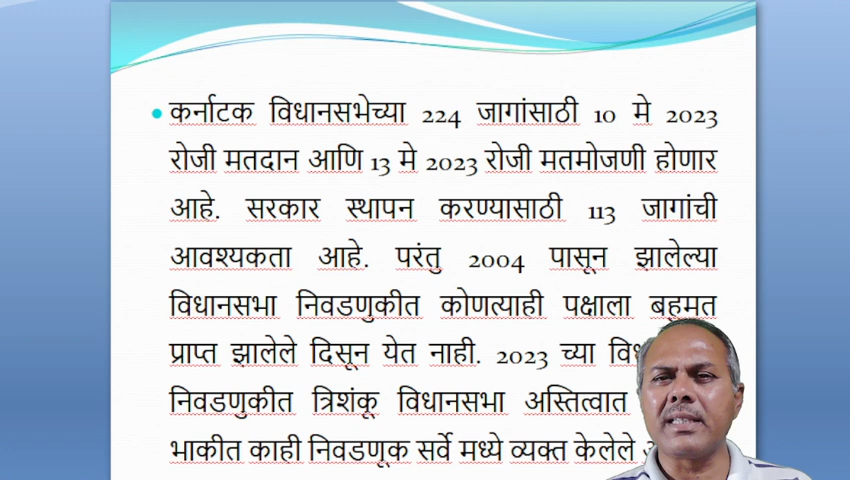 कर्नाटक विधानसभेच्या 224 जागांसाठी 10 मे 2023
रोजी मतदान आणि 13 मे 2023 रोजी मतमोजणी होणार
आहे. सरकार स्थापन करण्यासाठी 113 जागांची
आवश्यकता आहे. परंतु 2004 पासून झालेल्या
विधानसभा निवडणुकीत कोणत्याही पक्षाला बहुमत
प्राप्त झालेले दिसून येत नाही. 2023 च्या
निवडणुकीत त्रिशंकू विधानसभा अस्तित्वात
भाकीत काही निवडणूक सर्वे मध्ये व्यक्त केलेले